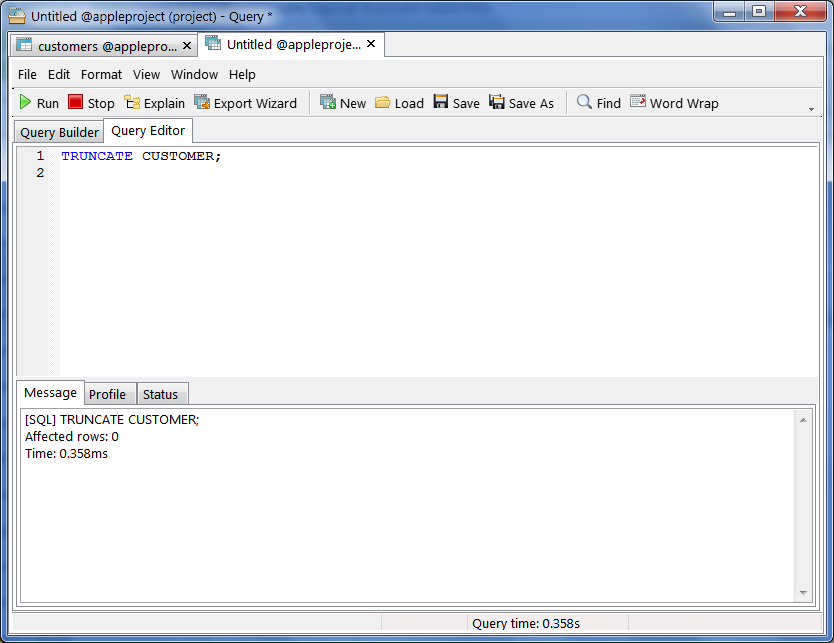 Untitled @appleproject (project) - Query *
customers @applepro... Untitled @appleproje...
File Edit Format View Window Help
Run Stop Explain Export Wizard New Load Save Save As Find Word Wrap
Query Builder Query Editor
1 TRUNCATE CUSTOMER;
2
Message Profile Status
[SQL] TRUNCATE CUSTOMER;
Affected rows: 0
Time: 0.358ms
Query time: 0.358s